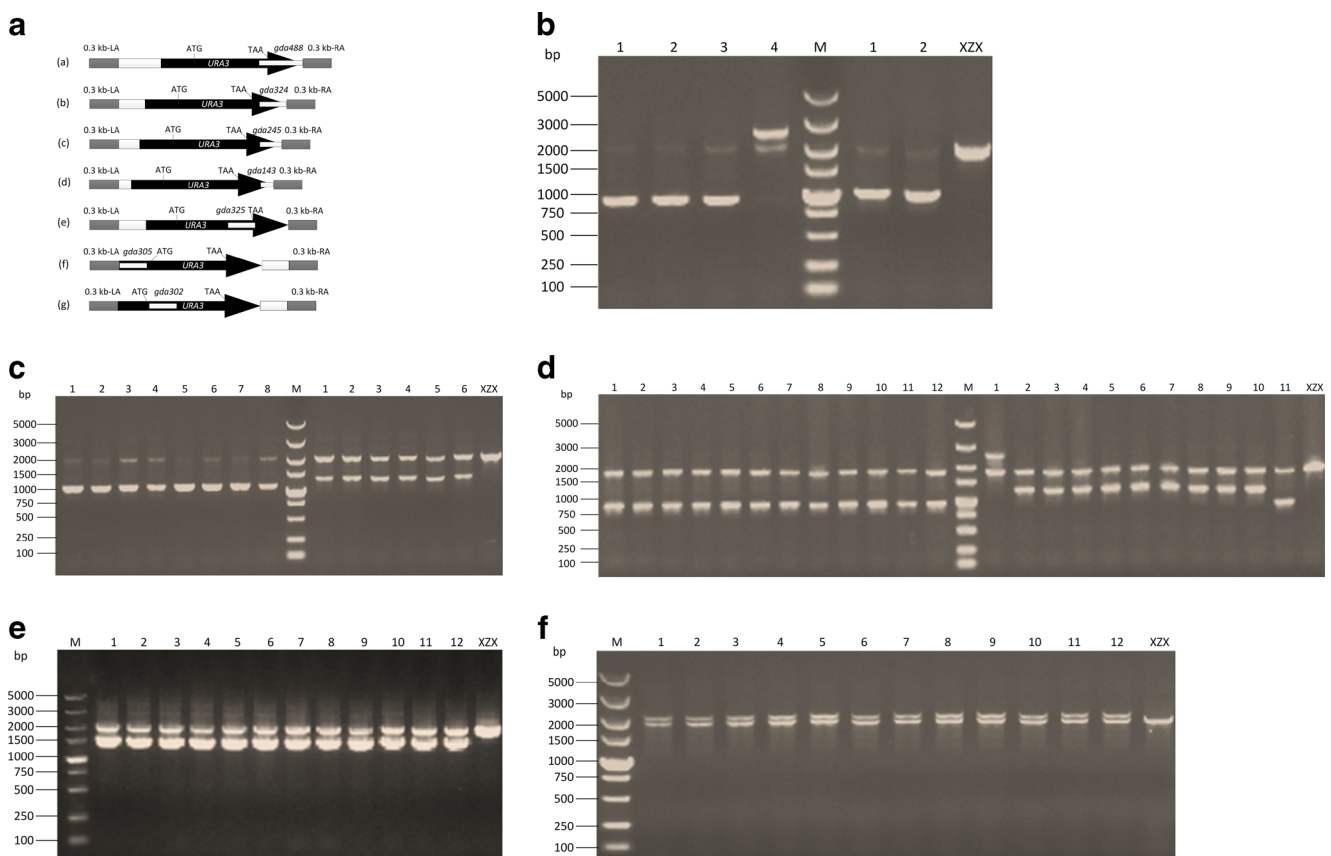 a
0.3 kb-LA ATG TAA gda488 0.3 kb-RA
(a) URA3
0.3 kb-LA ATG TAA gda324 0.3 kb-RA
(b) URA3
0.3 kb-LA ATG TAA gda245 0.3 kb-RA
(c) URA3
0.3 kb-LA ATG TAA gda143 0.3 kb-RA
(d) URA3
0.3 kb-LA ATG gda325 TAA 0.3 kb-RA
(e) URA3
0.3 kb-LA gda305 ATG TAA 0.3 kb-RA
(f) URA3
0.3 kb-LA ATG gda302 TAA 0.3 kb-RA
(g) URA3
b
bp 1 2 3 4 M 1 2 XZX
5000
3000
2000
1500
1000
750
500
250
100
c
bp 1 2 3 4 5 6 7 8 M 1 2 3 4 5 6 XZX
5000
3000
2000
1500
1000
750
500
250
100
d
bp 1 2 3 4 5 6 7 8 9 10 11 12 M 1 2 3 4 5 6 7 8 9 10 11 XZX
5000
3000
2000
1500
1000
750
500
250
100
e
bp M 1 2 3 4 5 6 7 8 9 10 11 12 XZX
5000
3000
2000
1500
1000
750
500
250
100
f
bp M 1 2 3 4 5 6 7 8 9 10 11 12 XZX
5000
3000
2000
1500
1000
750
500
250
100